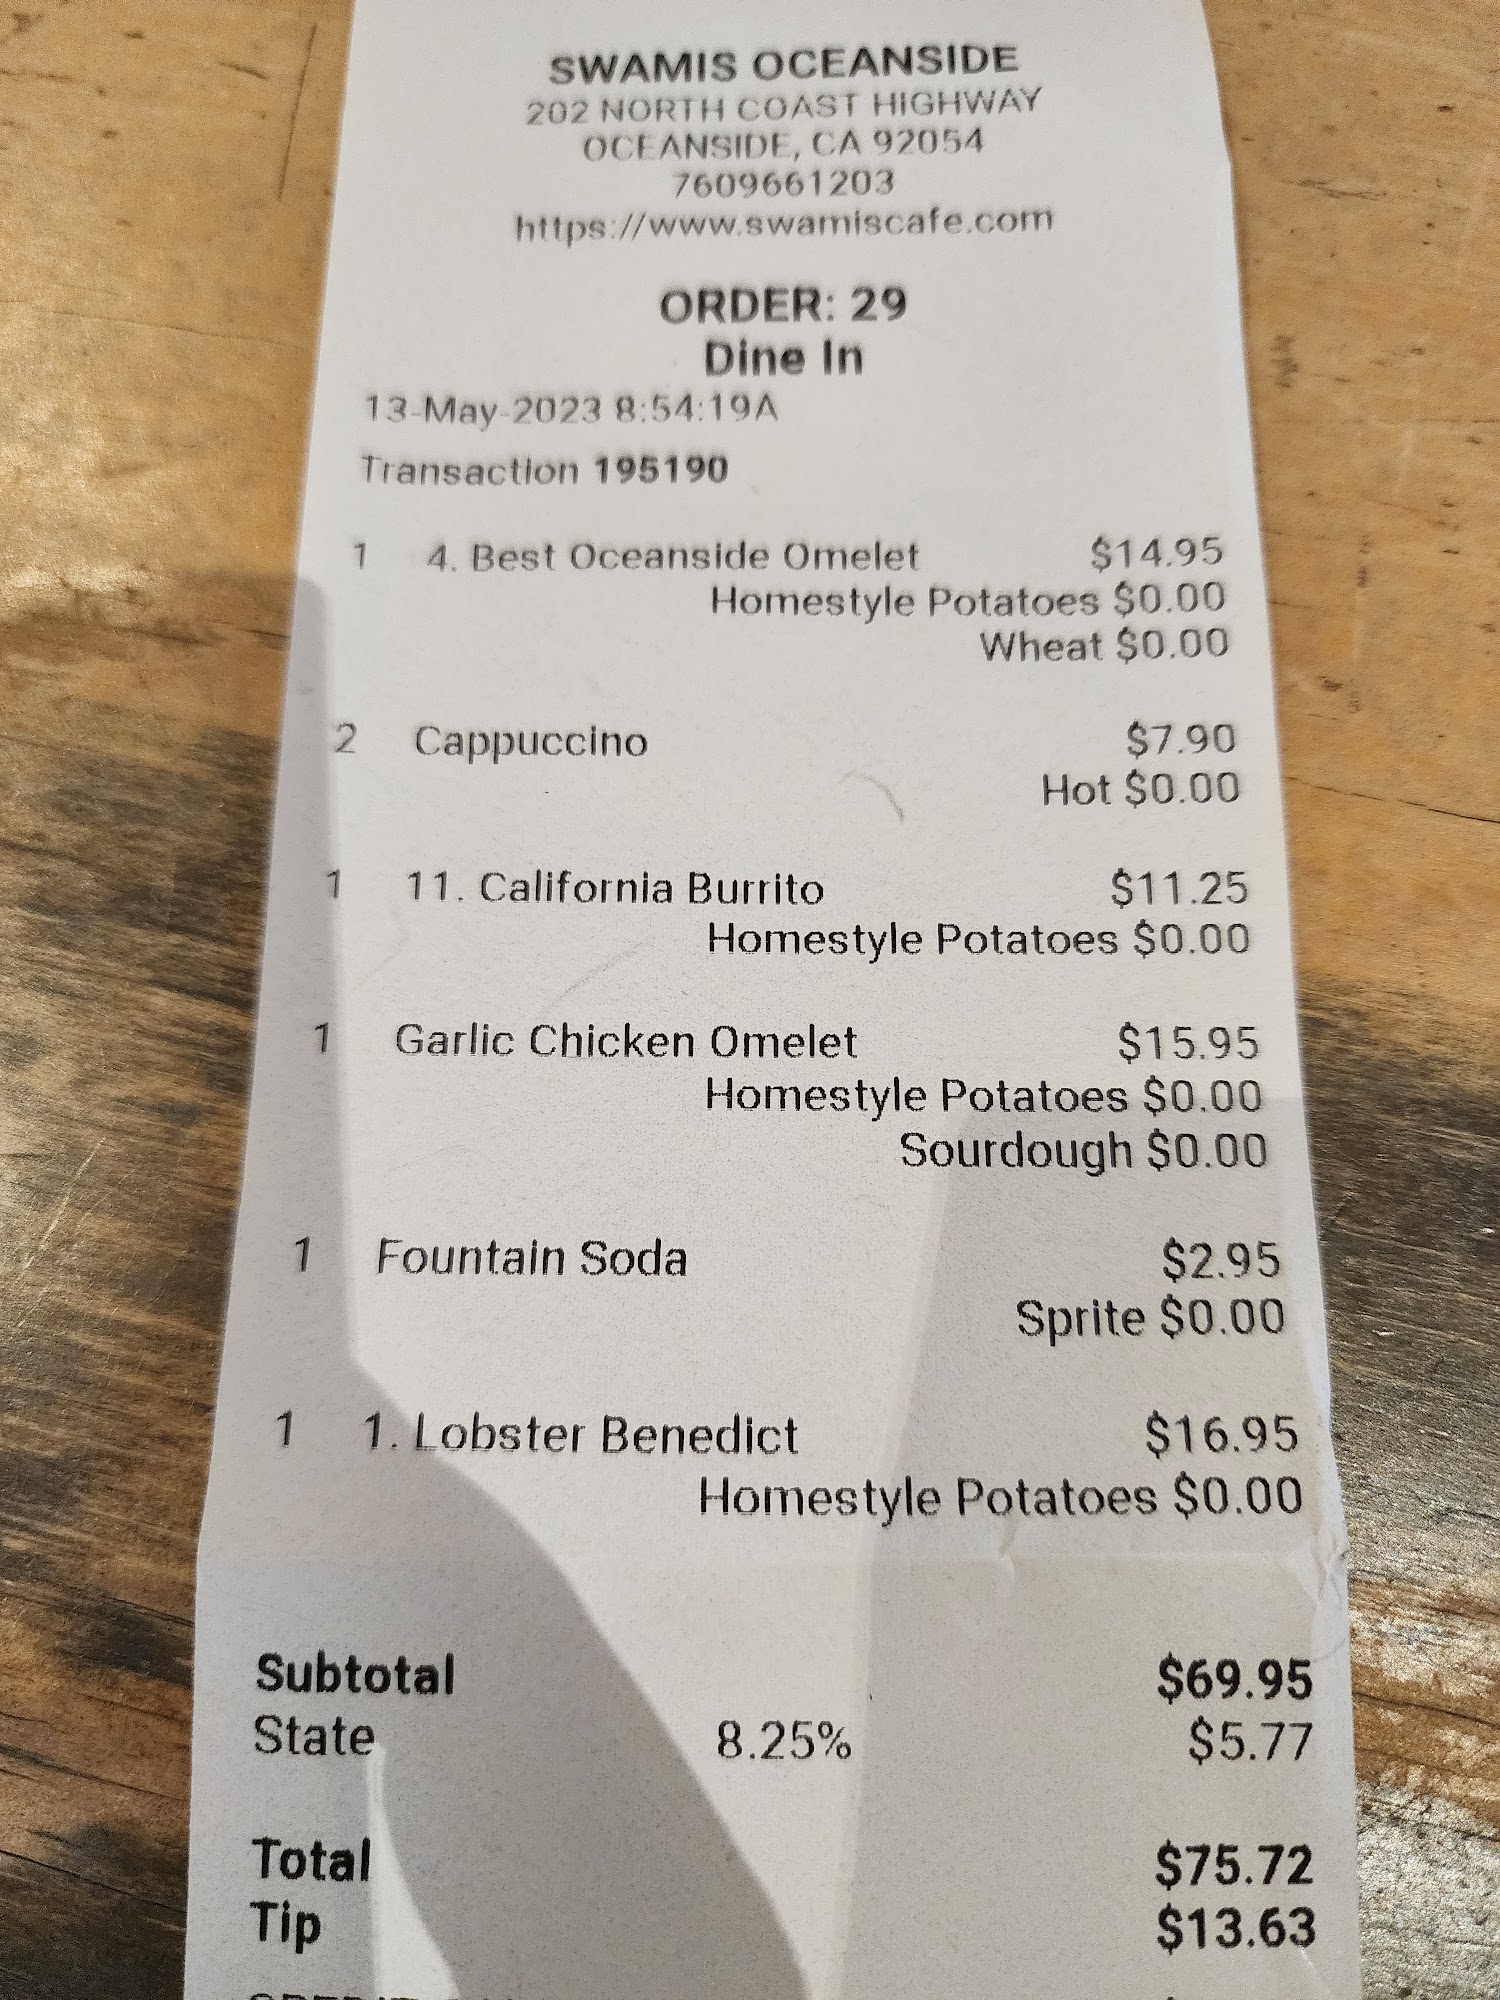 SWAMIS OCEANSIDE
202 NORTH COAST HIGHWAY
OCEANSIDE, CA 92054
7609661203
https://www.swamiscafe.com
ORDER: 29
Dine In
13-May-2023 8:54:19A
Transaction 195190
1 4. Best Oceanside Omelet $14.95
Homestyle Potatoes $0.00
Wheat $0.00
2 Cappuccino $7.90
Hot $0.00
1 11. California Burrito $11.25
Homestyle Potatoes $0.00
1 Garlic Chicken Omelet $15.95
Homestyle Potatoes $0.00
Sourdough $0.00
1 Fountain Soda $2.95
Sprite $0.00
1 1. Lobster Benedict $16.95
Homestyle Potatoes $0.00
Subtotal $69.95
State 8.25% $5.77
Total $75.72
Tip $13.63